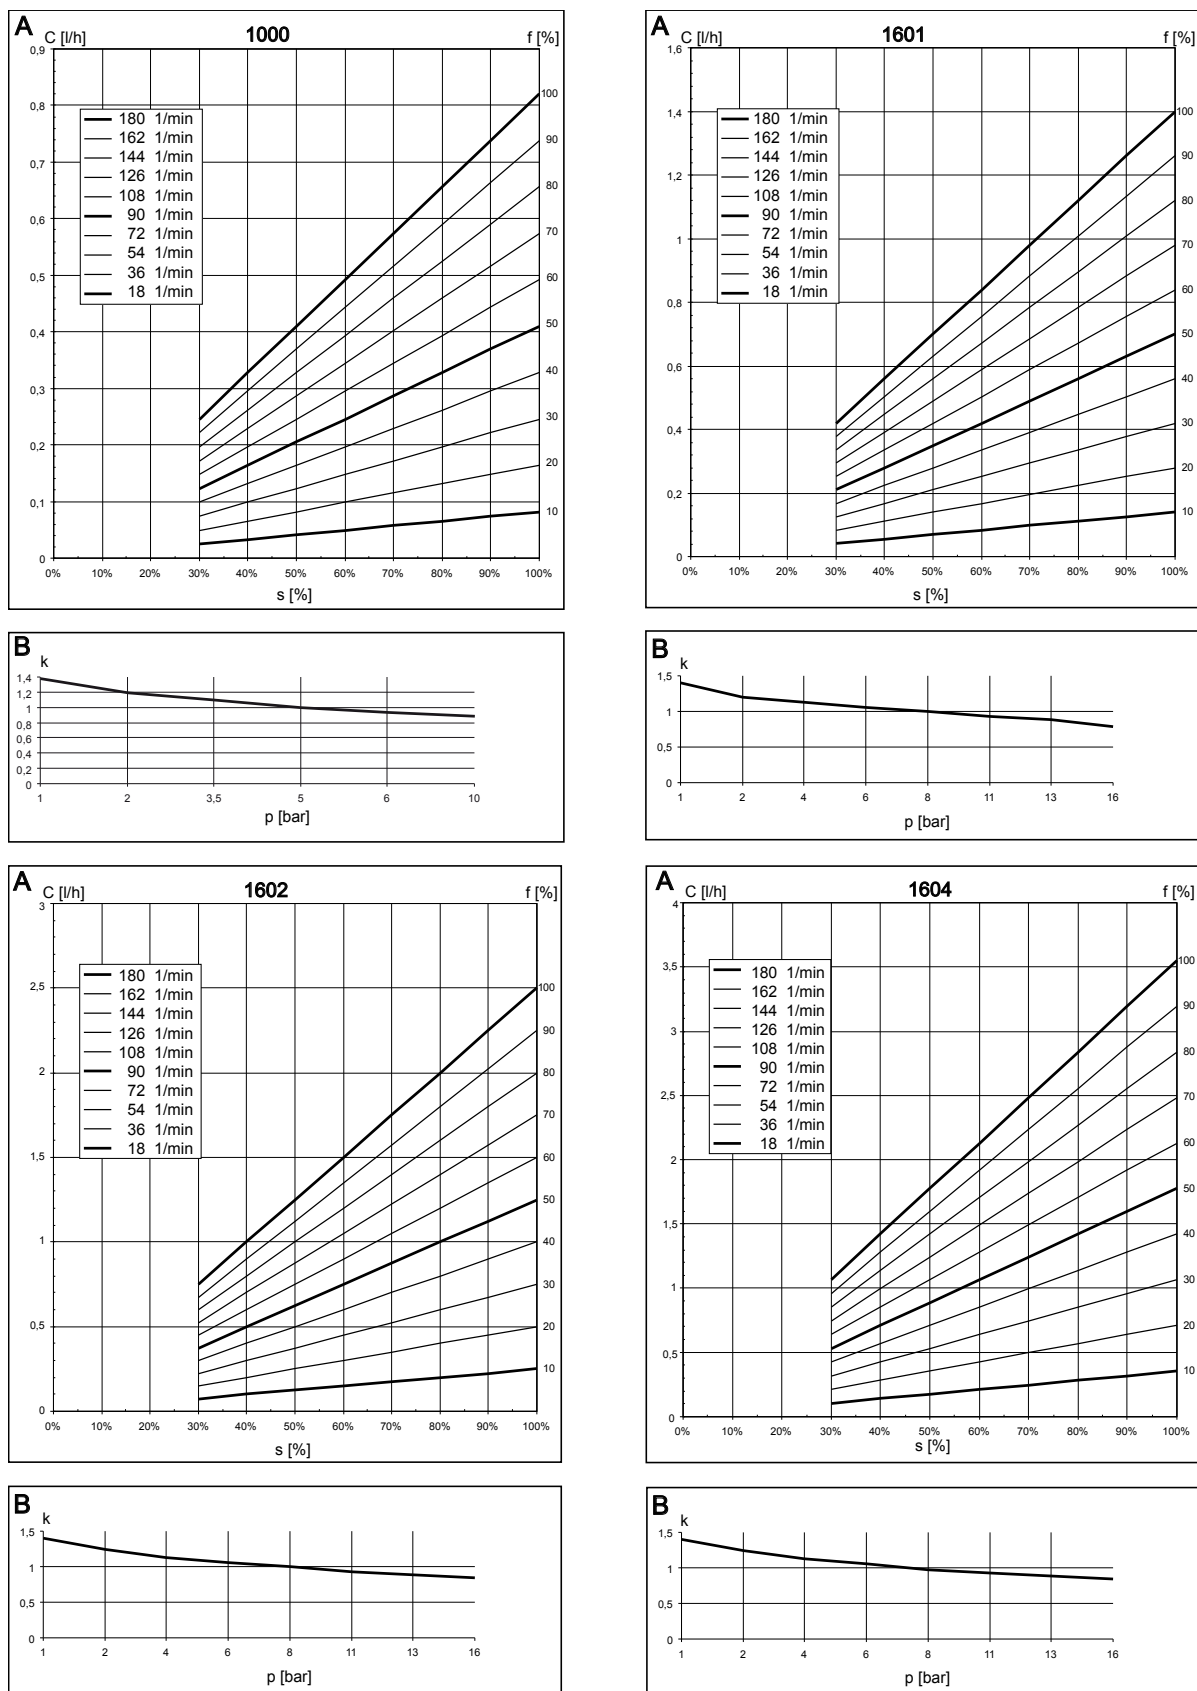 A
C [l/h] 1000 f [%]
0,9
0,8
0,7
0,6
0,5
0,4
0,3
0,2
0,1
0
180 1/min
162 1/min
144 1/min
126 1/min
108 1/min
90 1/min
72 1/min
54 1/min
36 1/min
18 1/min
100
90
80
70
60
50
40
30
20
10
0% 10% 20% 30% 40% 50% 60% 70% 80% 90% 100%
s [%]
A
C [l/h] 1601 f [%]
1,6
1,4
1,2
1
0,8
0,6
0,4
0,2
0
180 1/min
162 1/min
144 1/min
126 1/min
108 1/min
90 1/min
72 1/min
54 1/min
36 1/min
18 1/min
100
90
80
70
60
50
40
30
20
10
0% 10% 20% 30% 40% 50% 60% 70% 80% 90% 100%
s [%]
B
k
1,4
1,2
1
0,8
0,6
0,4
0,2
0
1 2 3,5 5 6 10
p [bar]
B
k
1,5
1
0,5
0
1 2 4 6 8 11 13 16
p [bar]
A
C [l/h] 1602 f [%]
3
2,5
2
1,5
1
0,5
0
180 1/min
162 1/min
144 1/min
126 1/min
108 1/min
90 1/min
72 1/min
54 1/min
36 1/min
18 1/min
100
90
80
70
60
50
40
30
20
10
0% 10% 20% 30% 40% 50% 60% 70% 80% 90% 100%
s [%]
A
C [l/h] 1604 f [%]
4
3,5
3
2,5
2
1,5
1
0,5
0
180 1/min
162 1/min
144 1/min
126 1/min
108 1/min
90 1/min
72 1/min
54 1/min
36 1/min
18 1/min
100
90
80
70
60
50
40
30
20
10
0% 10% 20% 30% 40% 50% 60% 70% 80% 90% 100%
s [%]
B
k
1,5
1
0,5
0
1 2 4 6 8 11 13 16
p [bar]
B
k
1,5
1
0,5
0
1 2 4 6 8 11 13 16
p [bar]